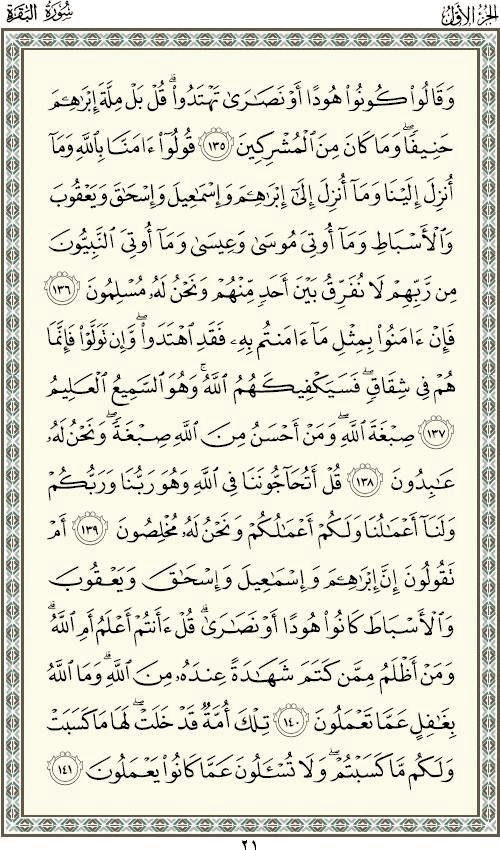 الجزء الأول
سورة البقرة
وَقَالُوا۟ كُونُوا۟ هُودًا أَوْ نَصَـٰرَىٰ تَهْتَدُوا۟ ۗ قُلْ بَلْ مِلَّةَ إِبْرَٰهِـۧمَ
حَنِيفًا ۖ وَمَا كَانَ مِنَ ٱلْمُشْرِكِينَ ١٣٥ قُولُوٓا۟ ءَامَنَّا بِٱللَّهِ وَمَآ
أُنزِلَ إِلَيْنَا وَمَآ أُنزِلَ إِلَىٰٓ إِبْرَٰهِـۧمَ وَإِسْمَـٰعِيلَ وَإِسْحَـٰقَ وَيَعْقُوبَ
وَٱلْأَسْبَاطِ وَمَآ أُوتِىَ مُوسَىٰ وَعِيسَىٰ وَمَآ أُوتِىَ ٱلنَّبِيُّونَ
مِن رَّبِّهِمْ لَا نُفَرِّقُ بَيْنَ أَحَدٍ مِّنْهُمْ وَنَحْنُ لَهُۥ مُسْلِمُونَ ١٣٦
فَإِنْ ءَامَنُوا۟ بِمِثْلِ مَآ ءَامَنتُم بِهِۦ فَقَدِ ٱهْتَدَوا۟ ۖ وَّإِن تَوَلَّوْا۟ فَإِنَّمَا
هُمْ فِى شِقَاقٍ ۖ فَسَيَكْفِيكَهُمُ ٱللَّهُ ۚ وَهُوَ ٱلسَّمِيعُ ٱلْعَلِيمُ
١٣٧ صِبْغَةَ ٱللَّهِ ۖ وَمَنْ أَحْسَنُ مِنَ ٱللَّهِ صِبْغَةً ۖ وَنَحْنُ لَهُۥ
عَـٰبِدُونَ ١٣٨ قُلْ أَتُحَآجُّونَنَا فِى ٱللَّهِ وَهُوَ رَبُّنَا وَرَبُّكُمْ
وَلَنَآ أَعْمَـٰلُنَا وَلَكُمْ أَعْمَـٰلُكُمْ وَنَحْنُ لَهُۥ مُخْلِصُونَ ١٣٩ أَمْ
تَقُولُونَ إِنَّ إِبْرَٰهِـۧمَ وَإِسْمَـٰعِيلَ وَإِسْحَـٰقَ وَيَعْقُوبَ
وَٱلْأَسْبَاطَ كَانُوا۟ هُودًا أَوْ نَصَـٰرَىٰ ۗ قُلْ ءَأَنتُمْ أَعْلَمُ أَمِ ٱللَّهُ ۗ
وَمَنْ أَظْلَمُ مِمَّن كَتَمَ شَهَـٰدَةً عِندَهُۥ مِنَ ٱللَّهِ ۗ وَمَا ٱللَّهُ
بِغَـٰفِلٍ عَمَّا تَعْمَلُونَ ١٤٠ تِلْكَ أُمَّةٌ قَدْ خَلَتْ ۖ لَهَا مَا كَسَبَتْ
وَلَكُم مَّا كَسَبْتُمْ ۖ وَلَا تُسْـَٔلُونَ عَمَّا كَانُوا۟ يَعْمَلُونَ ١٤١
٢١